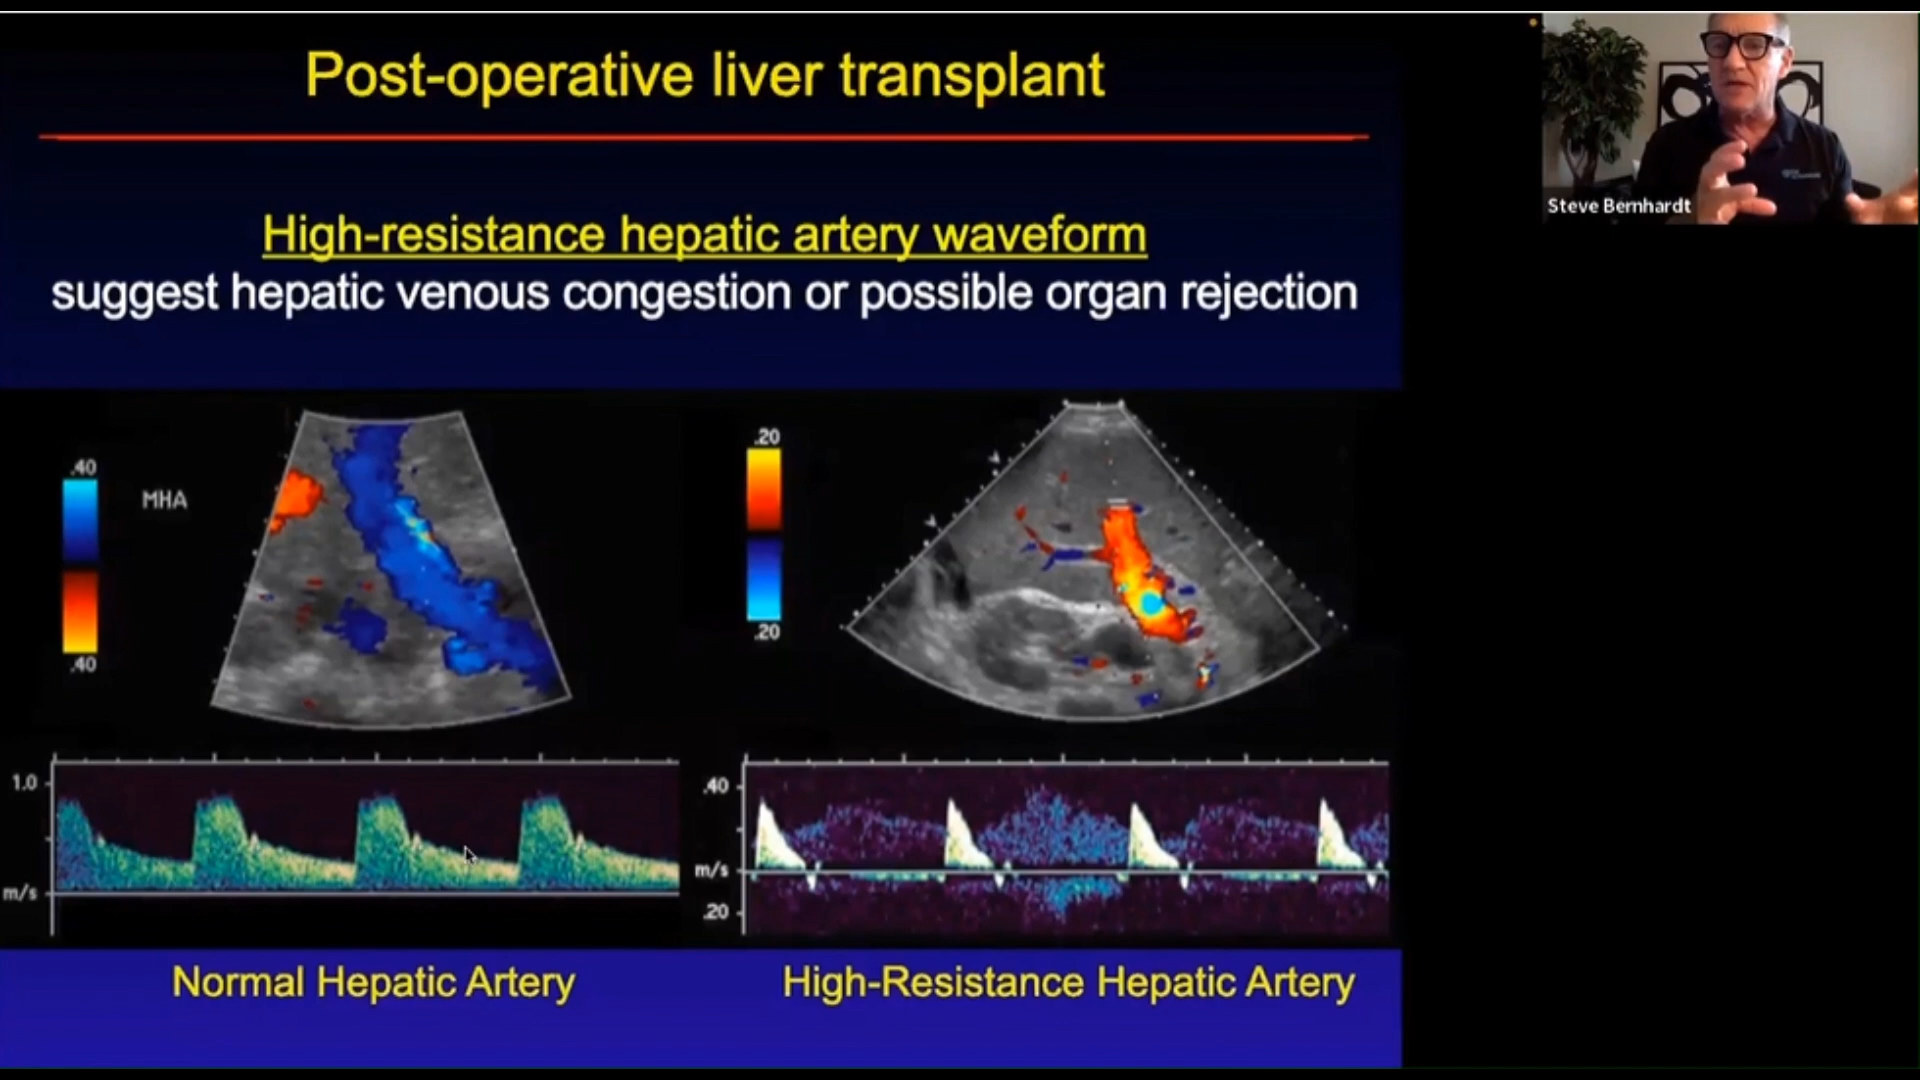 Post-operative liver transplant
High-resistance hepatic artery waveform
suggest hepatic venous congestion or possible organ rejection
Steve Bernhardt
.40
MHA
.40
.20
.20
1.0
m/s
.40
m/s
.20
Normal Hepatic Artery
High-Resistance Hepatic Artery